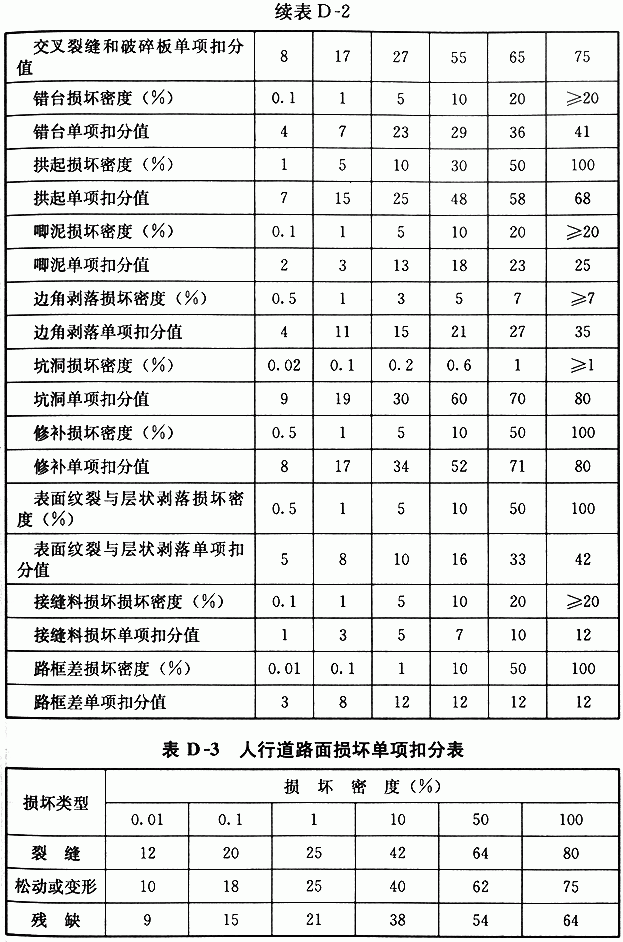 续表 D-2
交叉裂缝和破碎板单项扣分值 8 17 27 55 65 75
错台损坏密度(%) 0.1 1 5 10 20 ≥20
错台单项扣分值 4 7 23 29 36 41
拱起损坏密度(%) 1 5 10 30 50 100
拱起单项扣分值 7 15 25 48 58 68
唧泥损坏密度(%) 0.1 1 5 10 20 ≥20
唧泥单项扣分值 2 3 13 18 23 25
边角剥落损坏密度(%) 0.5 1 3 5 7 ≥7
边角剥落单项扣分值 4 11 15 21 27 35
坑洞损坏密度(%) 0.02 0.1 0.2 0.6 1 ≥1
坑洞单项扣分值 9 19 30 60 70 80
修补损坏密度(%) 0.5 1 5 10 50 100
修补单项扣分值 8 17 34 52 71 80
表面纹裂与层状剥落损坏密度(%) 0.5 1 5 10 50 100
表面纹裂与层状剥落单项扣分值 5 8 10 16 33 42
接缝料损坏损坏密度(%) 0.1 1 5 10 20 ≥20
接缝料损坏单项扣分值 1 3 5 7 10 12
路框差损坏密度(%) 0.01 0.1 1 10 50 100
路框差单项扣分值 3 8 12 12 12 12
表 D-3 人行道路面损坏单项扣分表
损坏类型 损坏密度(%)
0.01 0.1 1 10 50 100
裂缝 12 20 25 42 64 80
松动或变形 10 18 25 40 62 75
残缺 9 15 21 38 54 64